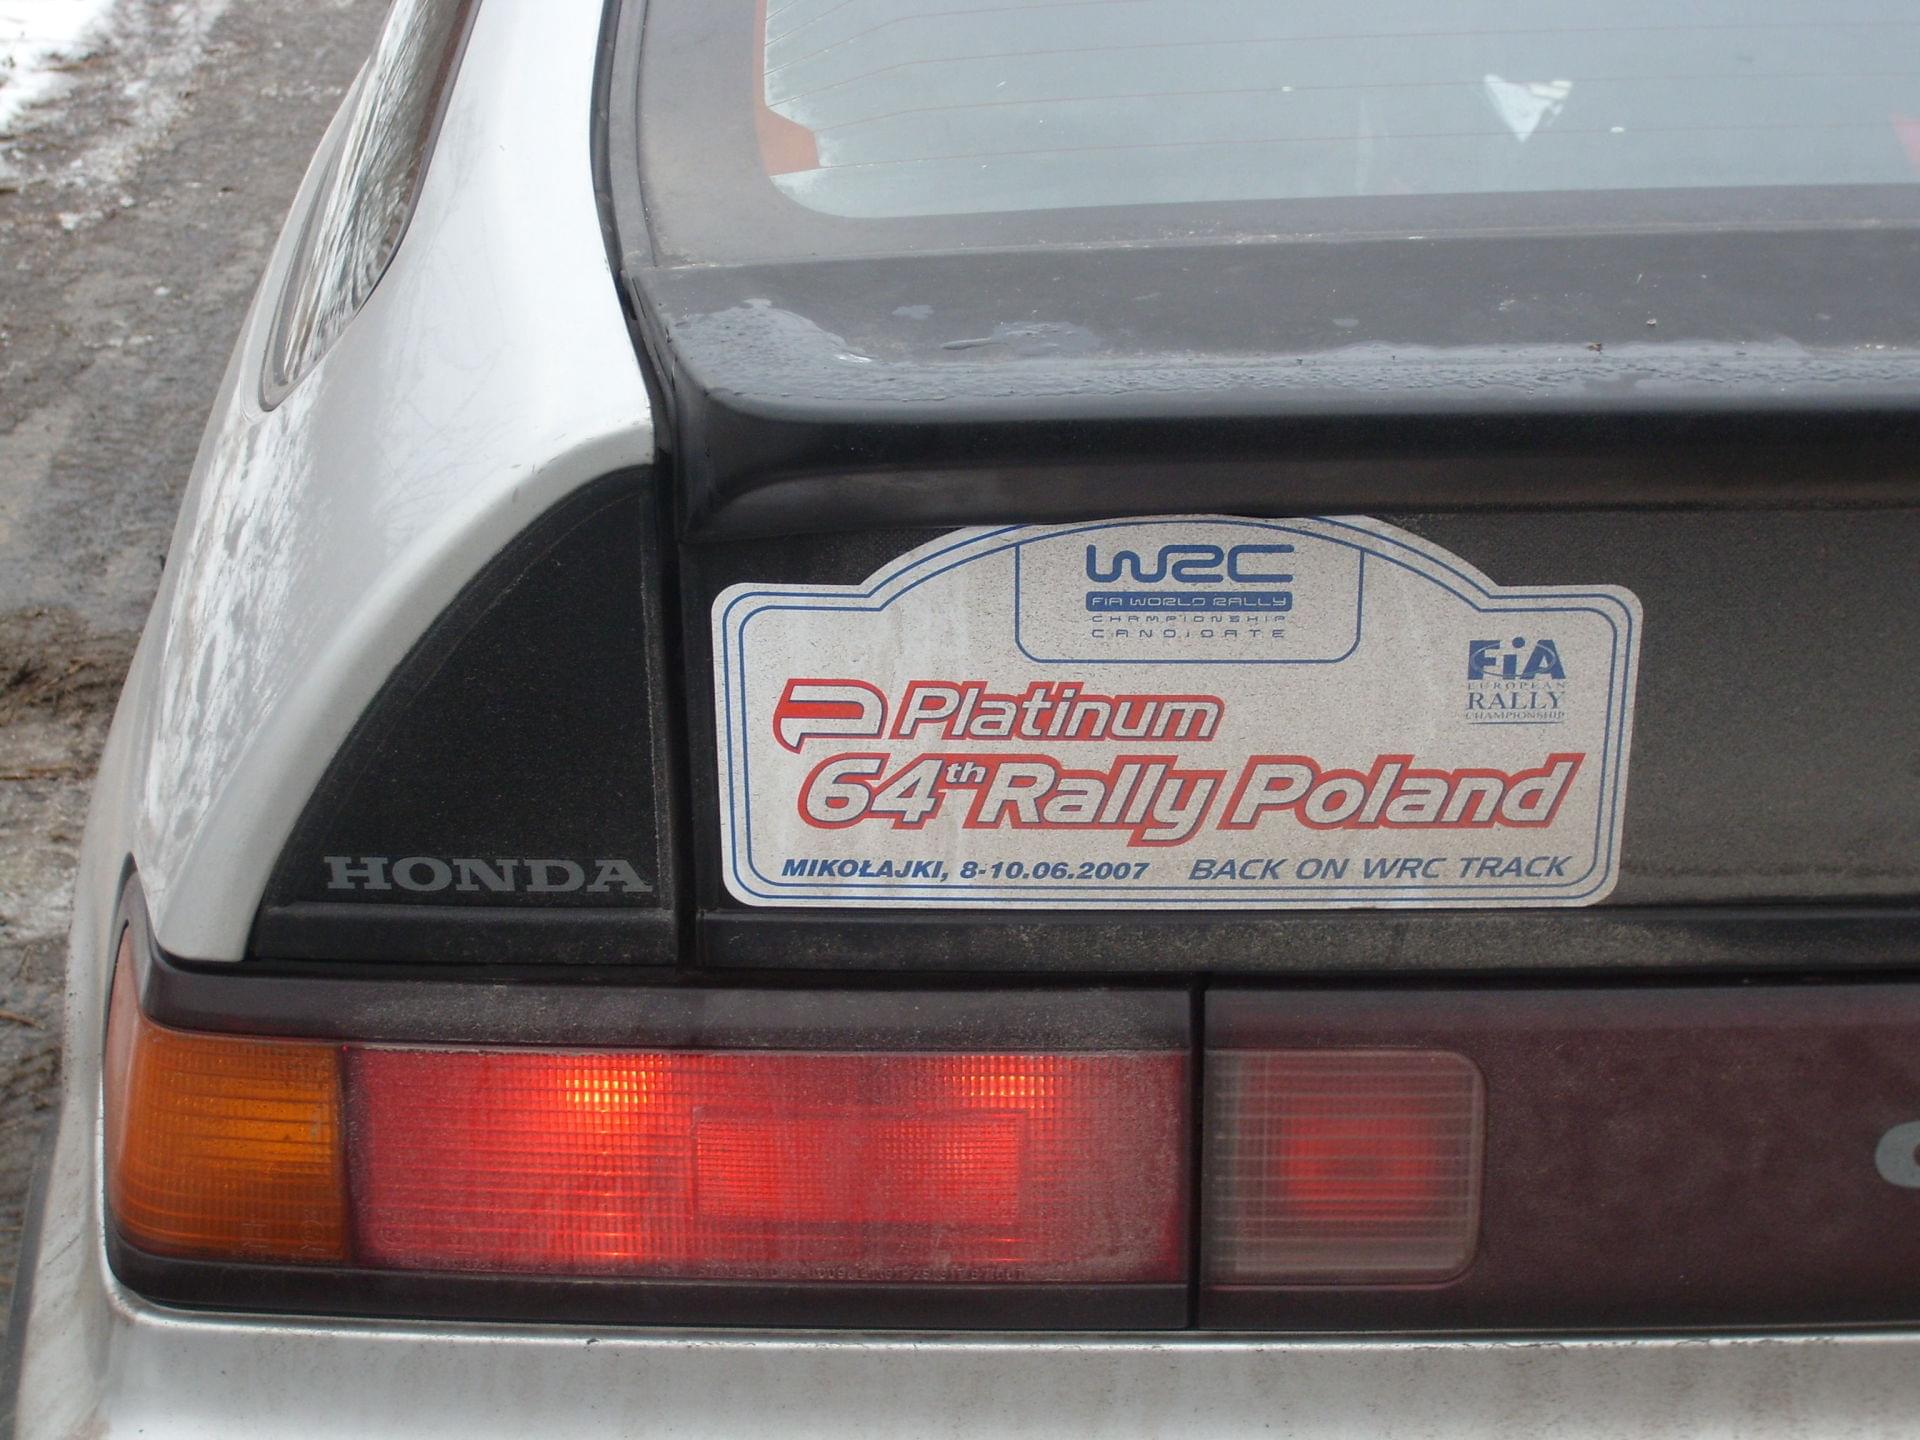 WRC
FIA WORLD RALLY
CHAMPIONSHIP
CANDIDATE
FiA
EUROPEAN
RALLY
CHAMPIONSHIP
Platinum
64th Rally Poland
MIKOŁAJKI, 8-10.06.2007 BACK ON WRC TRACK
HONDA